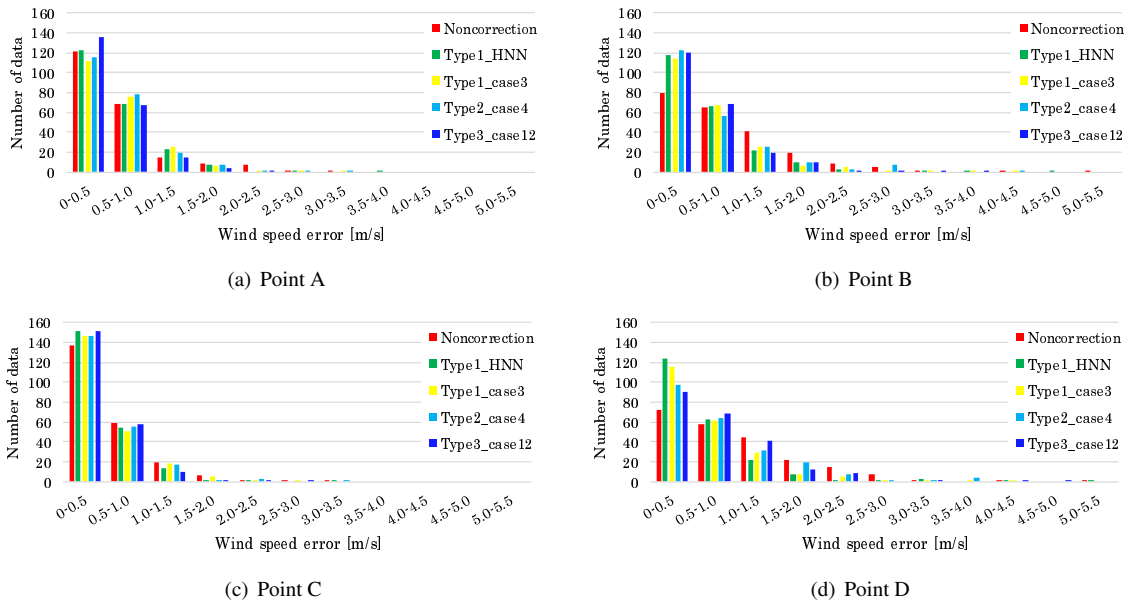 160
140
120
100
80
60
40
20
0
Number of data
Noncorrection
Type1_HNN
Type1_case3
Type2_case4
Type3_case12
0-0.5
0.5-1.0
1.0-1.5
1.5-2.0
2.0-2.5
2.5-3.0
3.0-3.5
3.5-4.0
4.0-4.5
4.5-5.0
5.0-5.5
Wind speed error [m/s]
(a) Point A
160
140
120
100
80
60
40
20
0
Number of data
Noncorrection
Type1_HNN
Type1_case3
Type2_case4
Type3_case12
0-0.5
0.5-1.0
1.0-1.5
1.5-2.0
2.0-2.5
2.5-3.0
3.0-3.5
3.5-4.0
4.0-4.5
4.5-5.0
5.0-5.5
Wind speed error [m/s]
(b) Point B
160
140
120
100
80
60
40
20
0
Number of data
Noncorrection
Type1_HNN
Type1_case3
Type2_case4
Type3_case12
0-0.5
0.5-1.0
1.0-1.5
1.5-2.0
2.0-2.5
2.5-3.0
3.0-3.5
3.5-4.0
4.0-4.5
4.5-5.0
5.0-5.5
Wind speed error [m/s]
(c) Point C
160
140
120
100
80
60
40
20
0
Number of data
Noncorrection
Type1_HNN
Type1_case3
Type2_case4
Type3_case12
0-0.5
0.5-1.0
1.0-1.5
1.5-2.0
2.0-2.5
2.5-3.0
3.0-3.5
3.5-4.0
4.0-4.5
4.5-5.0
5.0-5.5
Wind speed error [m/s]
(d) Point D